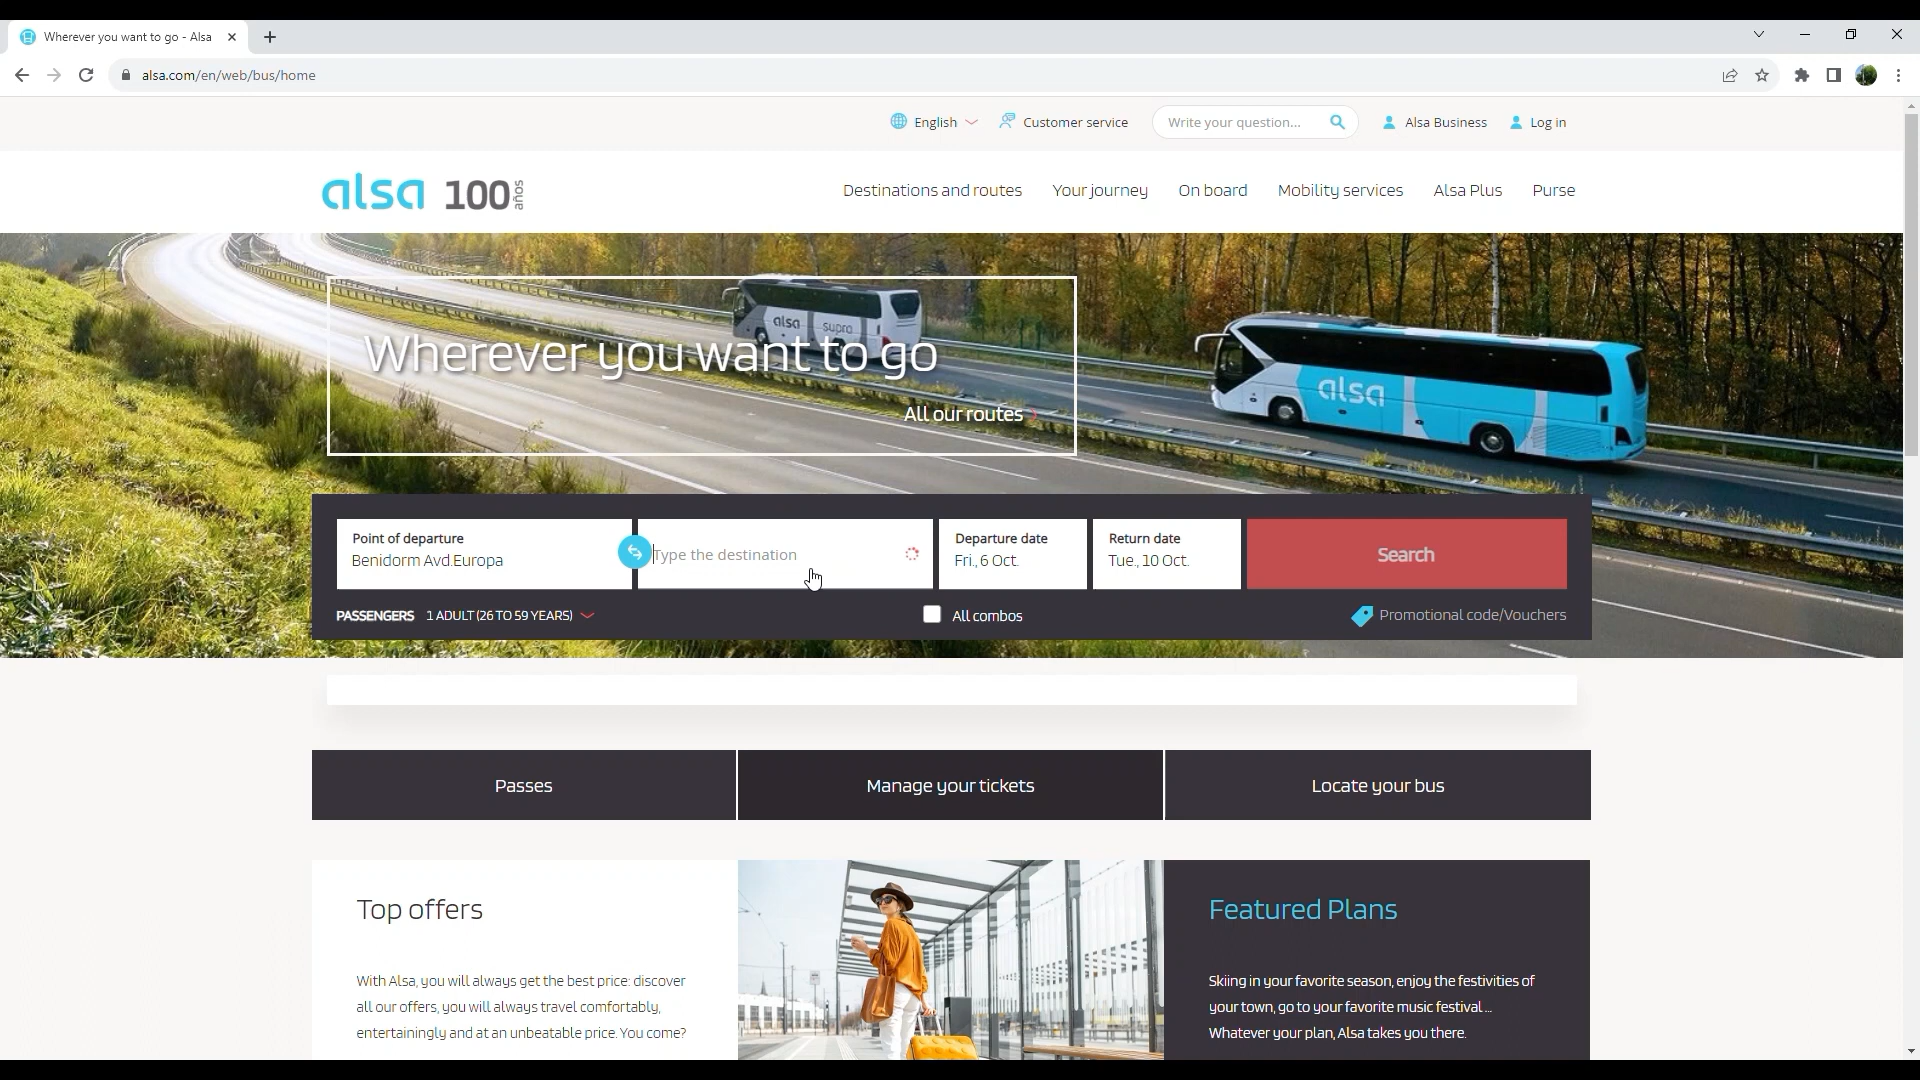 Wherever you want to go - Alsa
alsa.com/en/web/bus/home
English
Customer service
Write your question...
Alsa Business
Log in
alsa 100 años
Destinations and routes
Your journey
On board
Mobility services
Alsa Plus
Purse
alsa supra
alsa
Wherever you want to go
All our routes
Point of departure
Benidorm Avd.Europa
Type the destination
Departure date
Fri., 6 Oct.
Return date
Tue., 10 Oct.
Search
PASSENGERS 1 ADULT (26 TO 59 YEARS)
All combos
Promotional code/Vouchers
Passes
Manage your tickets
Locate your bus
Top offers
With Alsa, you will always get the best price: discover
all our offers, you will always travel comfortably,
entertainingly and at an unbeatable price. You come?
Featured Plans
Skiing in your favorite season, enjoy the festivities of
your town, go to your favorite music festival...
Whatever your plan, Alsa takes you there.